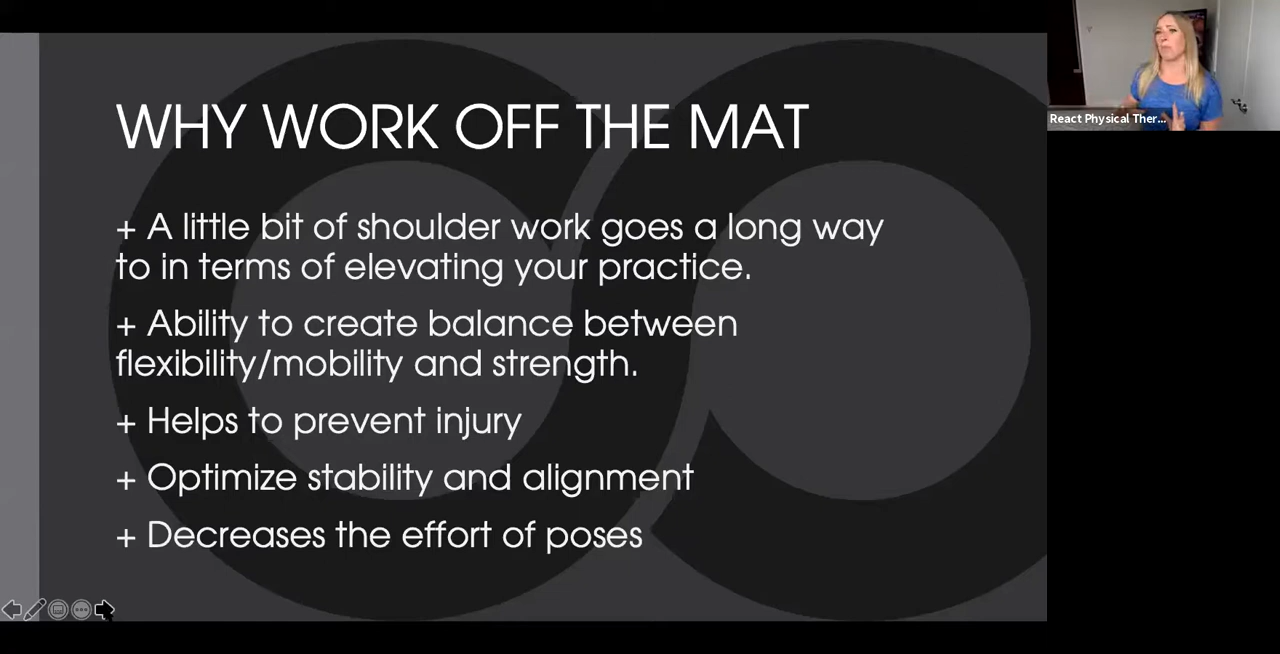 WHY WORK OFF THE MAT
+ A little bit of shoulder work goes a long way
to in terms of elevating your practice.
+ Ability to create balance between
flexibility/mobility and strength.
+ Helps to prevent injury
+ Optimize stability and alignment
+ Decreases the effort of poses
React Physical Ther...